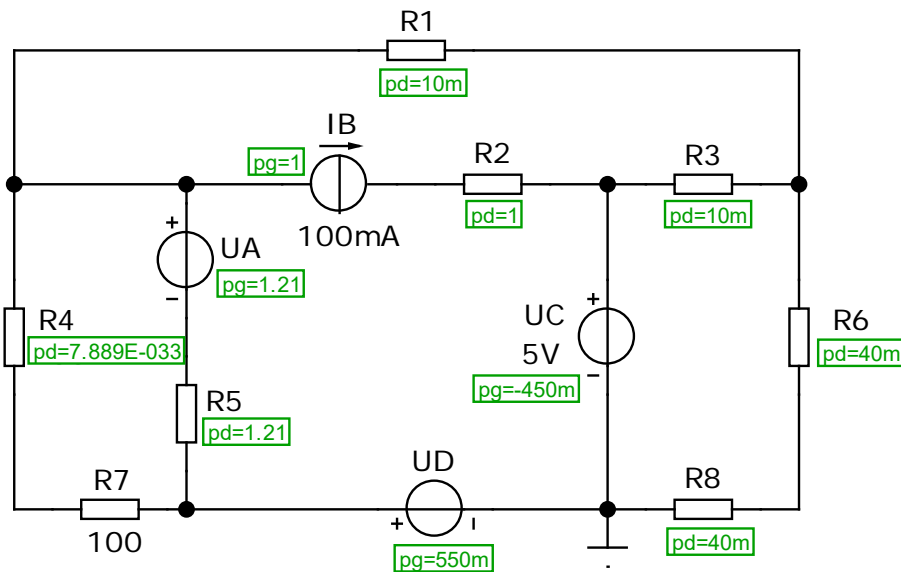 R1
pd=10m
IB
pg=1
100mA
R2
pd=1
R3
pd=10m
+
UA
pg=1.21
−
R4
pd=7.889E-033
R5
pd=1.21
+
UC
5V
pg=-450m
−
R6
pd=40m
R7
100
UD
+
−
pg=550m
R8
pd=40m